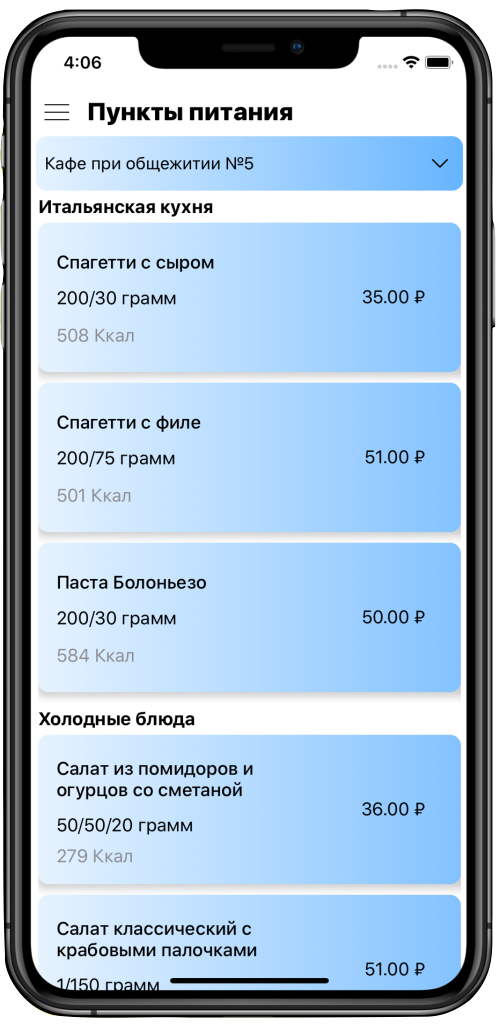 4:06
Пункты питания
Кафе при общежитии №5
Итальянская кухня
Спагетти с сыром
200/30 грамм
35.00 ₽
508 Ккал
Спагетти с филе
200/75 грамм
51.00 ₽
501 Ккал
Паста Болоньезо
200/30 грамм
50.00 ₽
584 Ккал
Холодные блюда
Салат из помидоров и
огурцов со сметаной
36.00 ₽
50/50/20 грамм
279 Ккал
Салат классический с
крабовыми палочками
51.00 ₽
1/150 грамм